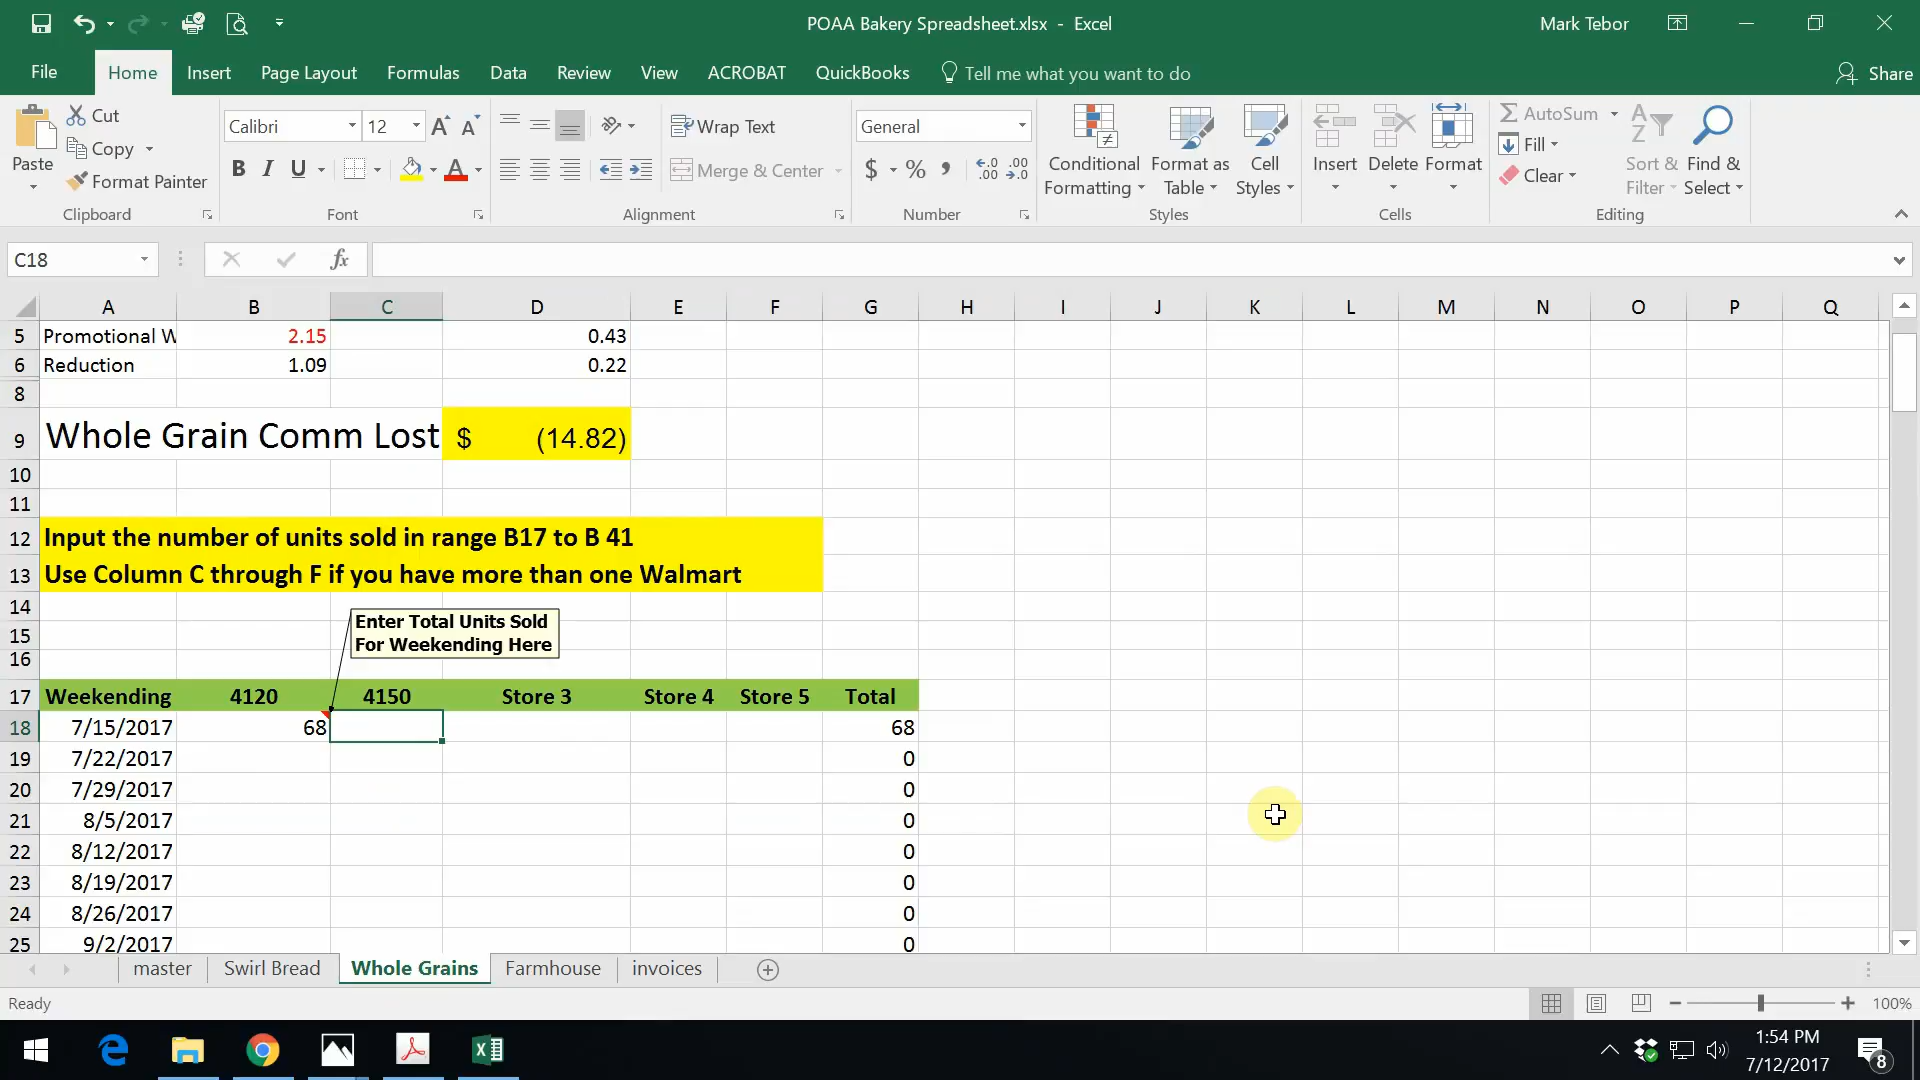 POAA Bakery Spreadsheet.xlsx - Excel
Mark Tebor
File Home Insert Page Layout Formulas Data Review View ACROBAT QuickBooks Tell me what you want to do Share
Paste
Cut
Copy
Format Painter
Clipboard
Calibri 12
B I U
Font
Wrap Text
Merge & Center
Alignment
General
$ % ,
Number
Conditional Formatting
Format as Table
Cell Styles
Styles
Insert Delete Format
Cells
AutoSum
Fill
Clear
Sort & Filter
Find & Select
Editing
C18 fx
A B C D E F G H I J K L M N O P Q
5 Promotional W 2.15 0.43
6 Reduction 1.09 0.22
8
9 Whole Grain Comm Lost $ (14.82)
10
11
12 Input the number of units sold in range B17 to B 41
13 Use Column C through F if you have more than one Walmart
14
Enter Total Units Sold
For Weekending Here
15
16
17 Weekending 4120 4150 Store 3 Store 4 Store 5 Total
18 7/15/2017 68 68
19 7/22/2017 0
20 7/29/2017 0
21 8/5/2017 0
22 8/12/2017 0
23 8/19/2017 0
24 8/26/2017 0
25 9/2/2017 0
master Swirl Bread Whole Grains Farmhouse invoices
Ready 100%
1:54 PM
7/12/2017
8